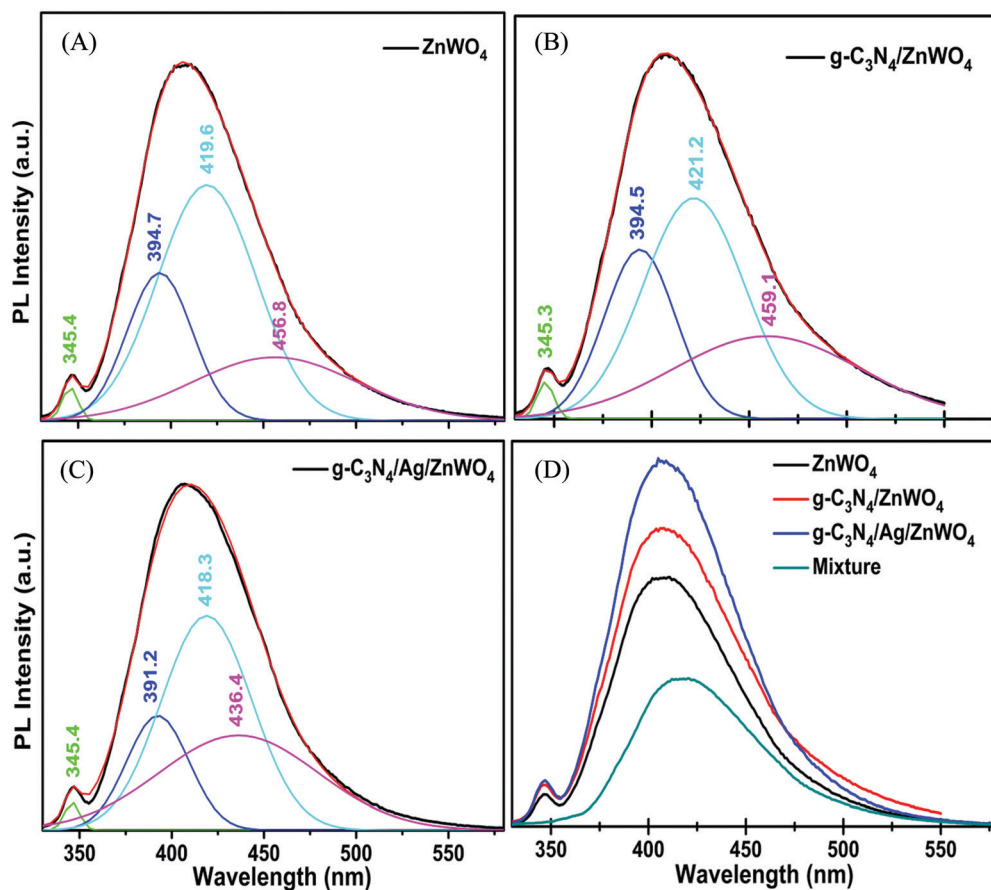 (A)
ZnWO₄
PL Intensity (a.u.)
345.4
394.7
419.6
456.8
(B)
g-C₃N₄/ZnWO₄
345.3
394.5
421.2
459.1
(C)
g-C₃N₄/Ag/ZnWO₄
PL Intensity (a.u.)
345.4
391.2
418.3
436.4
350 400 450 500 550
Wavelength (nm)
(D)
ZnWO₄
g-C₃N₄/ZnWO₄
g-C₃N₄/Ag/ZnWO₄
Mixture
350 400 450 500 550
Wavelength (nm)